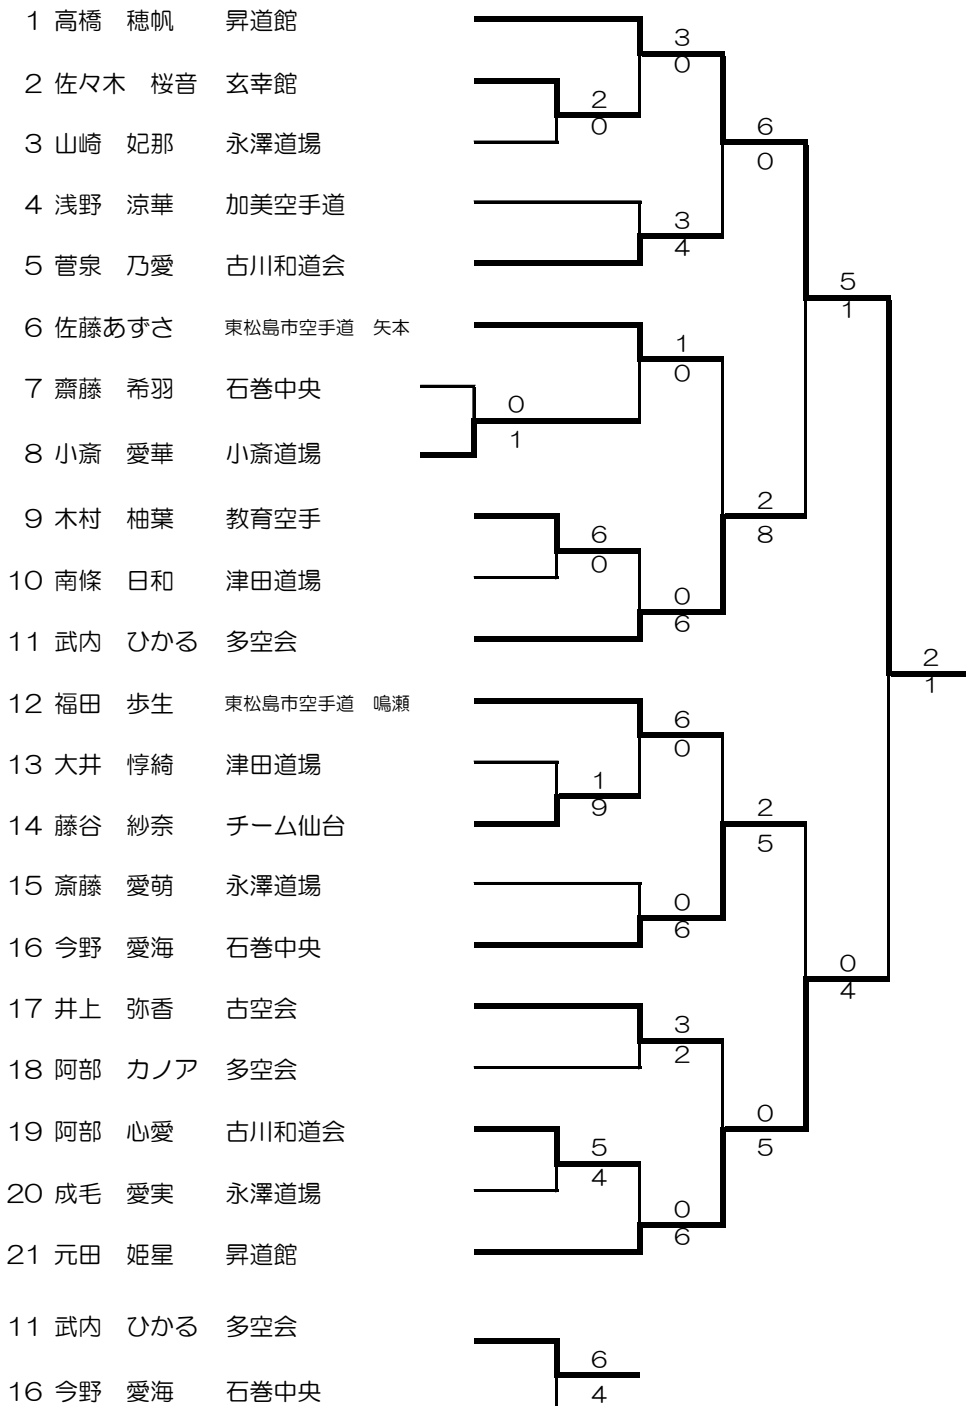 1 高橋　穂帆　昇道館
3
0
2 佐々木　桜音　玄幸館
2
0
6
0
3 山崎　妃那　永澤道場
4 浅野　涼華　加美空手道
3
4
5 菅泉　乃愛　古川和道会
5
1
6 佐藤あずさ　東松島市空手道　矢本
1
0
7 齋藤　希羽　石巻中央
0
1
8 小斎　愛華　小斎道場
9 木村　柚葉　教育空手
2
8
6
0
10 南條　日和　津田道場
0
6
11 武内　ひかる　多空会
2
1
12 福田　歩生　東松島市空手道　鳴瀬
6
0
13 大井　惇綺　津田道場
1
9
2
5
14 藤谷　紗奈　チーム仙台
15 斎藤　愛萌　永澤道場
0
6
16 今野　愛海　石巻中央
0
4
17 井上　弥香　古空会
3
2
18 阿部　カノア　多空会
19 阿部　心愛　古川和道会
0
5
5
4
20 成毛　愛実　永澤道場
0
6
21 元田　姫星　昇道館
11 武内　ひかる　多空会
6
4
16 今野　愛海　石巻中央